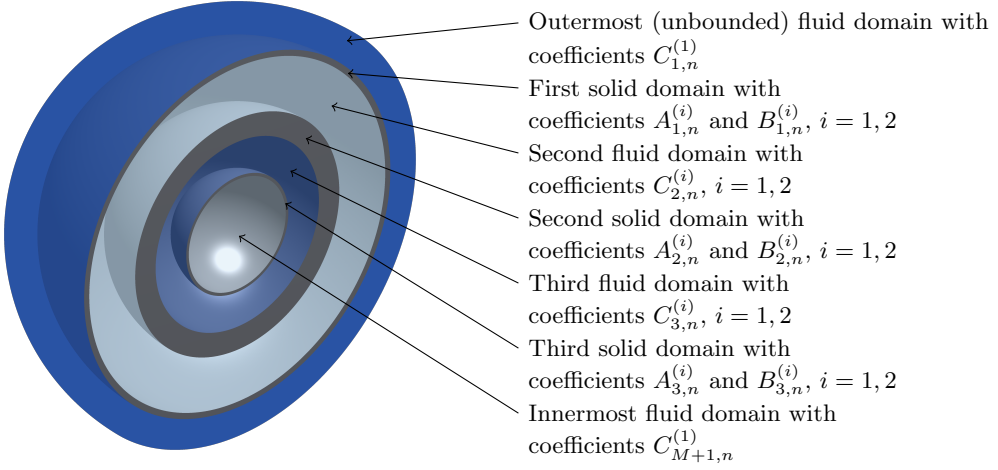 Outermost (unbounded) fluid domain with
coefficients $C_{1,n}^{(1)}$
First solid domain with
coefficients $A_{1,n}^{(i)}$ and $B_{1,n}^{(i)}$, $i = 1, 2$
Second fluid domain with
coefficients $C_{2,n}^{(i)}$, $i = 1, 2$
Second solid domain with
coefficients $A_{2,n}^{(i)}$ and $B_{2,n}^{(i)}$, $i = 1, 2$
Third fluid domain with
coefficients $C_{3,n}^{(i)}$, $i = 1, 2$
Third solid domain with
coefficients $A_{3,n}^{(i)}$ and $B_{3,n}^{(i)}$, $i = 1, 2$
Innermost fluid domain with
coefficients $C_{M+1,n}^{(1)}$